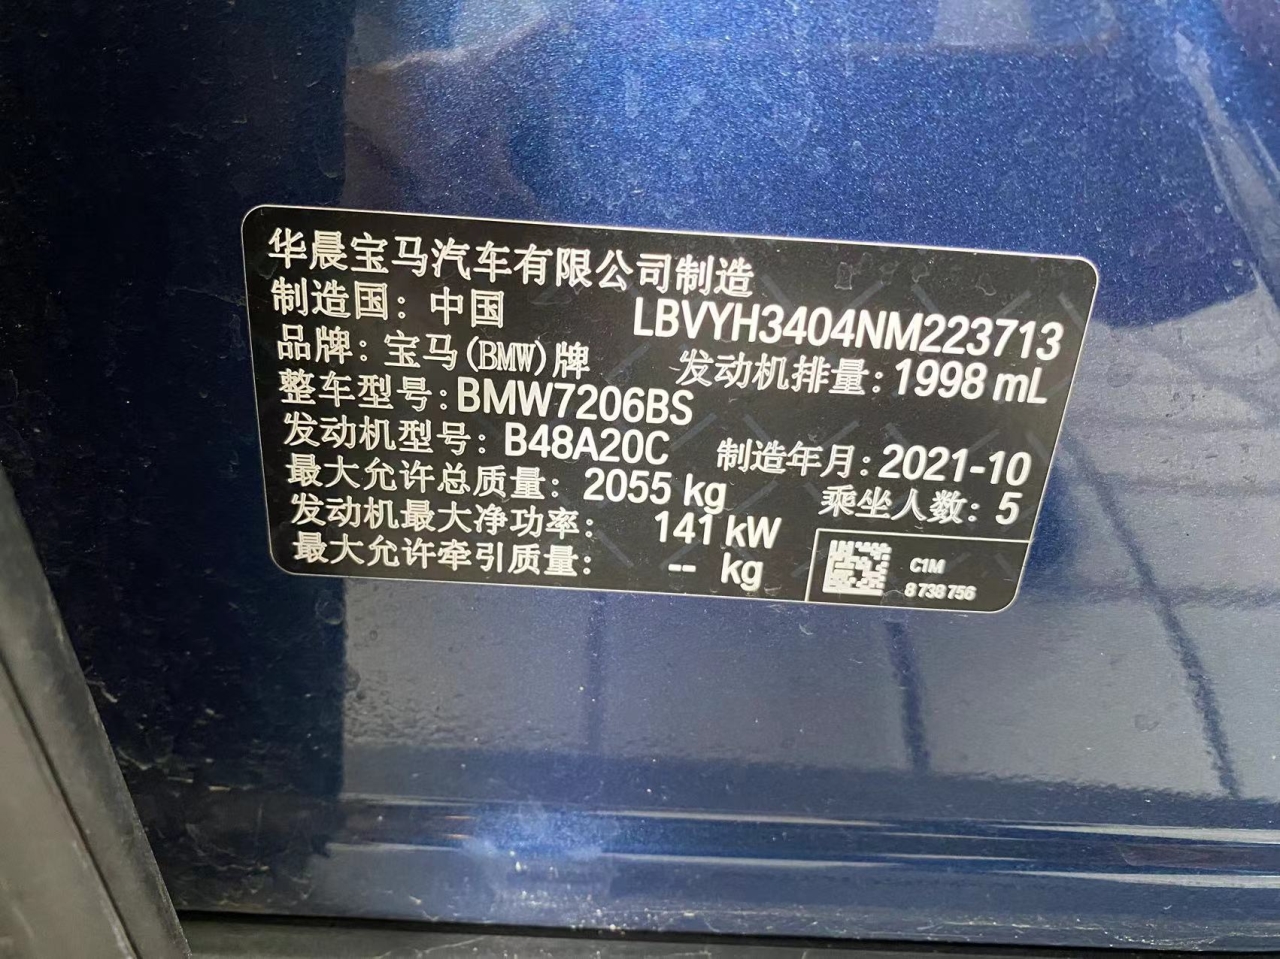 华晨宝马汽车有限公司制造
制造国：中国 LBVYH3404NM223713
品牌：宝马(BMW)牌 发动机排量：1998 mL
整车型号：BMW7206BS
发动机型号：B48A20C 制造年月：2021-10
最大允许总质量：2055 kg 乘坐人数：5
发动机最大净功率：141 kW
最大允许牵引质量：-- kg
C1M
8 738 756